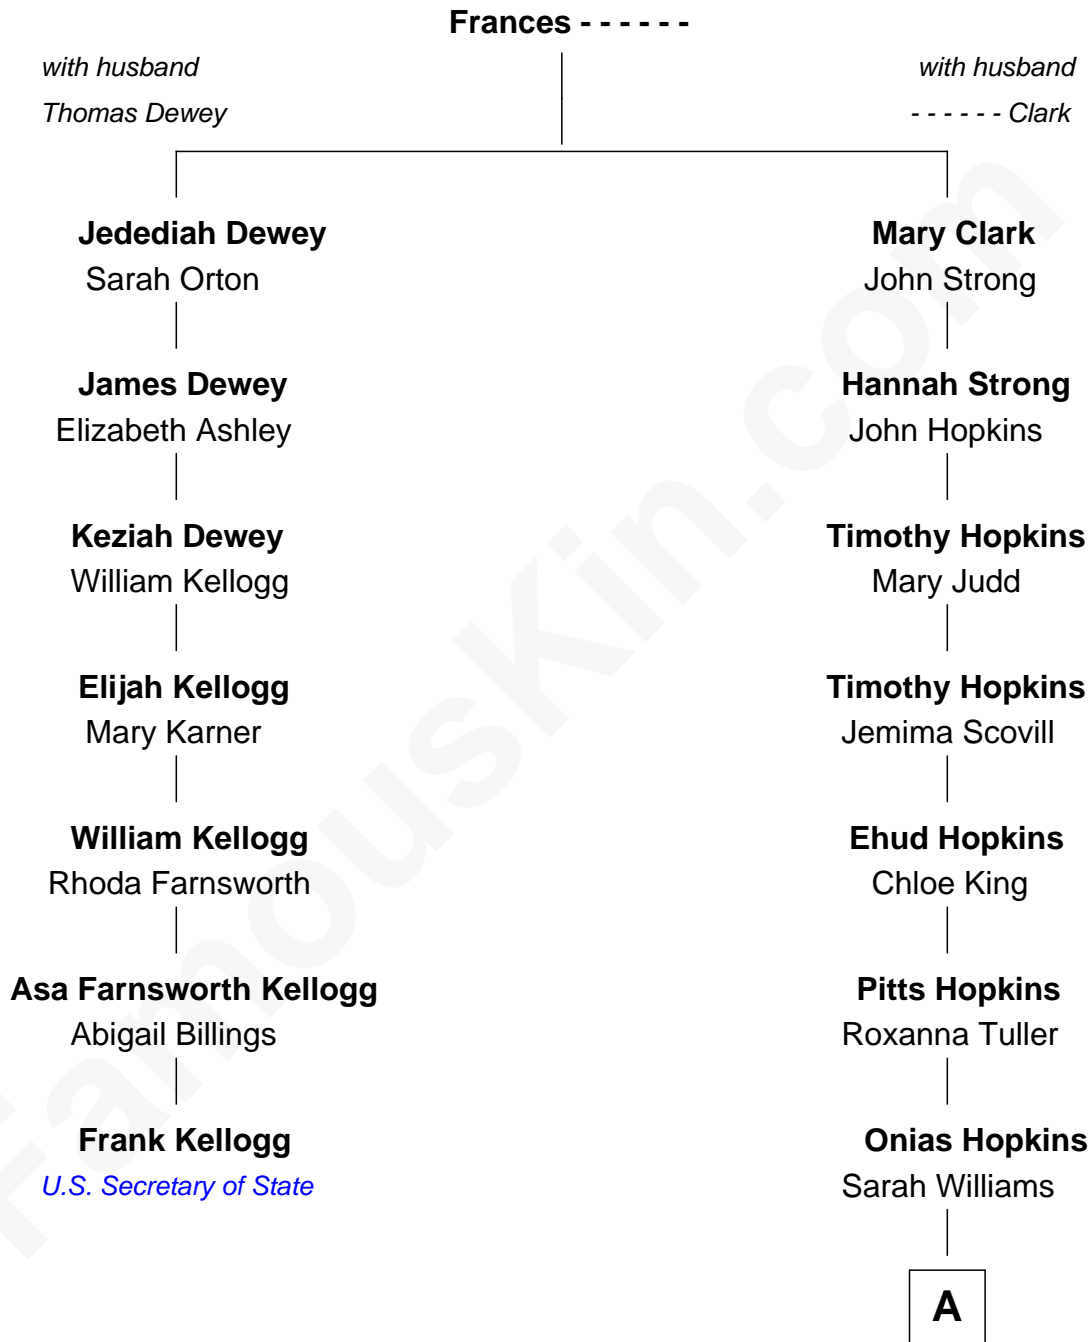 Frances - - - - - -
with husband
Thomas Dewey
with husband
- - - - - - Clark
Jedediah Dewey
Sarah Orton
Mary Clark
John Strong
James Dewey
Elizabeth Ashley
Hannah Strong
John Hopkins
Keziah Dewey
William Kellogg
Timothy Hopkins
Mary Judd
Elijah Kellogg
Mary Karner
Timothy Hopkins
Jemima Scovill
William Kellogg
Rhoda Farnsworth
Ehud Hopkins
Chloe King
Asa Farnsworth Kellogg
Abigail Billings
Pitts Hopkins
Roxanna Tuller
Frank Kellogg
U.S. Secretary of State
Onias Hopkins
Sarah Williams
A
FamousKin.com